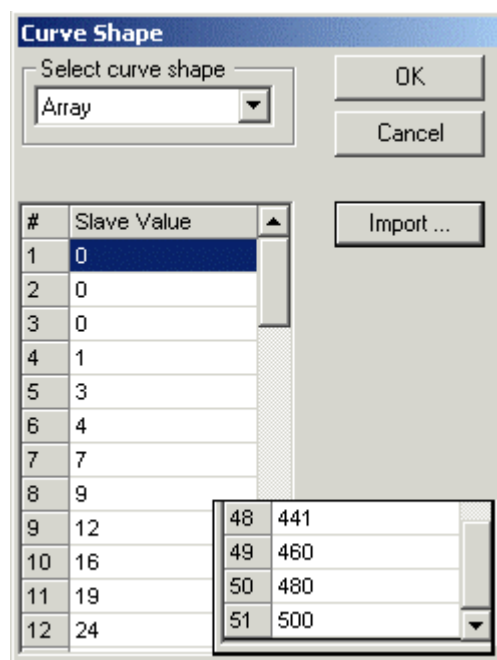 Curve Shape
Select curve shape
Array
OK
Cancel
Import ...
# Slave Value
1 0
2 0
3 0
4 1
5 3
6 4
7 7
8 9
9 12
10 16
11 19
12 24
48 441
49 460
50 480
51 500